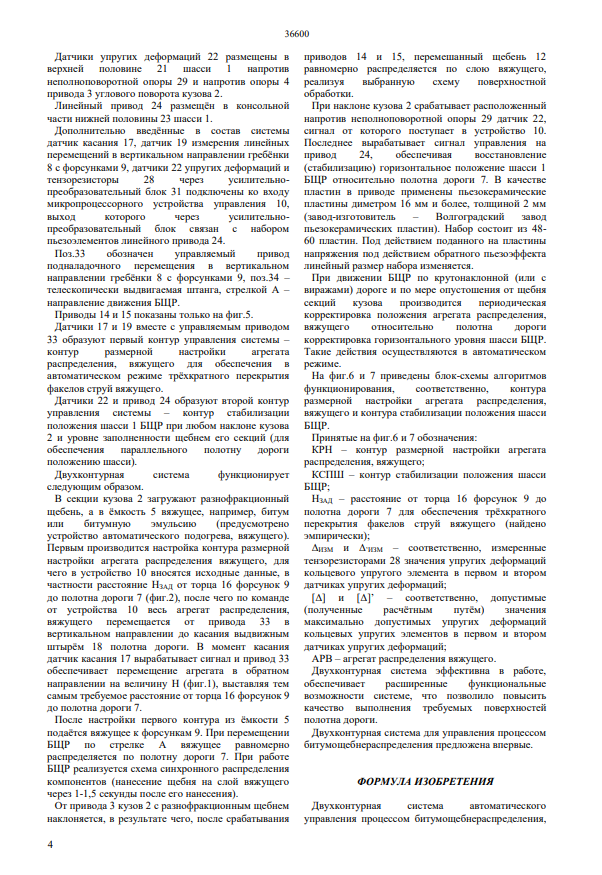 36600
Датчики упругих деформаций 22 размещены в
верхней половине 21 шасси 1 напротив
неполноповоротной опоры 29 и напротив опоры 4
привода 3 углового поворота кузова 2.
Линейный привод 24 размещён в консольной
части нижней половины 23 шасси 1.
Дополнительно введённые в состав системы
датчик касания 17, датчик 19 измерения линейных
перемещений в вертикальном направлении гребёнки
8 с форсунками 9, датчики 22 упругих деформаций и
тензорезисторы 28 через усилительно-
преобразовательный блок 31 подключены ко входу
микропроцессорного устройства управления 10,
выход которого через усилительно-
преобразовательный блок связан с набором
пьезоэлементов линейного привода 24.
Поз.33 обозначен управляемый привод
подналадочного перемещения в вертикальном
направлении гребёнки 8 с форсунками 9, поз.34 –
телескопически выдвигаемая штанга, стрелкой А –
направление движения БЩР.
Приводы 14 и 15 показаны только на фиг.5.
Датчики 17 и 19 вместе с управляемым приводом
33 образуют первый контур управления системы –
контур размерной настройки агрегата
распределения, вяжущего для обеспечения в
автоматическом режиме трёхкратного перекрытия
факелов струй вяжущего.
Датчики 22 и привод 24 образуют второй контур
управления системы – контур стабилизации
положения шасси 1 БЩР при любом наклоне кузова
2 и уровне заполненности щебнем его секций (для
обеспечения параллельного полотну дороги
положению шасси).
Двухконтурная система функционирует
следующим образом.
В секции кузова 2 загружают разнофракционный
щебень, а в ёмкость 5 вяжущее, например, битум
или битумную эмульсию (предусмотрено
устройство автоматического подогрева, вяжущего).
Первым производится настройка контура размерной
настройки агрегата распределения вяжущего, для
чего в устройство 10 вносятся исходные данные, в
частности расстояние НЗАД от торца 16 форсунок 9
до полотна дороги 7 (фиг.2), после чего по команде
от устройства 10 весь агрегат распределения,
вяжущего перемещается от привода 33 в
вертикальном направлении до касания выдвижным
штырём 18 полотна дороги. В момент касания
датчик касания 17 вырабатывает сигнал и привод 33
обеспечивает перемещение агрегата в обратном
направлении на величину Н (фиг.1), выставляя тем
самым требуемое расстояние от торца 16 форсунок 9
до полотна дороги 7.
После настройки первого контура из ёмкости 5
подаётся вяжущее к форсункам 9. При перемещении
БЩР по стрелке А вяжущее равномерно
распределяется по полотну дороги 7. При работе
БЩР реализуется схема синхронного распределения
компонентов (нанесение щебня на слой вяжущего
через 1-1,5 секунды после его нанесения).
От привода 3 кузов 2 с разнофракционным щебнем
наклоняется, в результате чего, после срабатывания
приводов 14 и 15, перемешанный щебень 12
равномерно распределяется по слою вяжущего,
реализуя выбранную схему поверхностной
обработки.
При наклоне кузова 2 срабатывает расположенный
напротив неполноповоротной опоры 29 датчик 22,
сигнал от которого поступает в устройство 10.
Последнее вырабатывает сигнал управления на
привод 24, обеспечивая восстановление
(стабилизацию) горизонтальное положение шасси 1
БЩР относительно полотна дороги 7. В качестве
пластин в приводе применены пьезокерамические
пластины диметром 16 мм и более, толщиной 2 мм
(завод-изготовитель – Волгоградский завод
пьезокерамических пластин). Набор состоит из 48-
60 пластин. Под действием поданного на пластины
напряжения под действием обратного пьезоэффекта
линейный размер набора изменяется.
При движении БЩР по крутонаклонной (или с
виражами) дороге и по мере опустошения от щебня
секций кузова производится периодическая
корректировка положения агрегата распределения,
вяжущего относительно полотна дороги
корректировка горизонтального уровня шасси БЩР.
Такие действия осуществляются в автоматическом
режиме.
На фиг.6 и 7 приведены блок-схемы алгоритмов
функционирования, соответственно, контура
размерной настройки агрегата распределения,
вяжущего и контура стабилизации положения шасси
БЩР.
Принятые на фиг.6 и 7 обозначения:
КРН – контур размерной настройки агрегата
распределения, вяжущего;
КСПШ – контур стабилизации положения шасси
БЩР;
НЗАД – расстояние от торца 16 форсунок 9 до
полотна дороги 7 для обеспечения трёхкратного
перекрытия факелов струй вяжущего (найдено
эмпирически);
ΔИЗМ и Δ'ИЗМ – соответственно, измеренные
тензорезисторами 28 значения упругих деформаций
кольцевого упругого элемента в первом и втором
датчиках упругих деформаций;
[Δ] и [Δ]' – соответственно, допустимые
(полученные расчётным путём) значения
максимально допустимых упругих деформаций
кольцевых упругих элементов в первом и втором
датчиках упругих деформаций;
АРВ – агрегат распределения вяжущего.
Двухконтурная система эффективна в работе,
обеспечивает расширенные функциональные
возможности системе, что позволило повысить
качество выполнения требуемых поверхностей
полотна дороги.
Двухконтурная система для управления процессом
битумощебнераспределения предложена впервые.
ФОРМУЛА ИЗОБРЕТЕНИЯ
Двухконтурная система автоматического
управления процессом битумощебнераспределения,
4